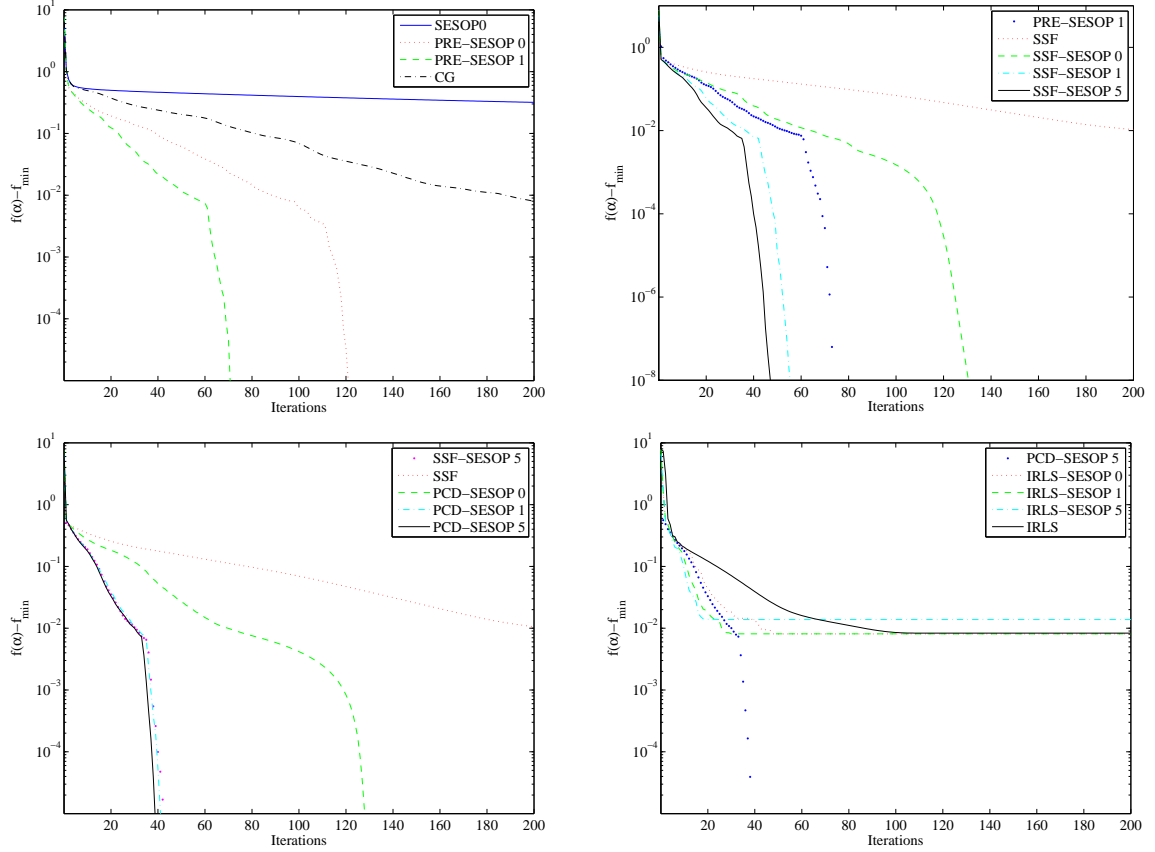 10^1
10^0
10^−1
10^−2
10^−3
10^−4
f(α)−f_min
20 40 60 80 100 120 140 160 180 200
Iterations
SESOP0
PRE−SESOP 0
PRE−SESOP 1
CG
10^0
10^−2
10^−4
10^−6
10^−8
f(α)−f_min
20 40 60 80 100 120 140 160 180 200
Iterations
PRE−SESOP 1
SSF
SSF−SESOP 0
SSF−SESOP 1
SSF−SESOP 5
10^1
10^0
10^−1
10^−2
10^−3
10^−4
f(α)−f_min
20 40 60 80 100 120 140 160 180 200
Iterations
SSF−SESOP 5
SSF
PCD−SESOP 0
PCD−SESOP 1
PCD−SESOP 5
10^1
10^0
10^−1
10^−2
10^−3
10^−4
f(α)−f_min
20 40 60 80 100 120 140 160 180 200
Iterations
PCD−SESOP 5
IRLS−SESOP 0
IRLS−SESOP 1
IRLS−SESOP 5
IRLS